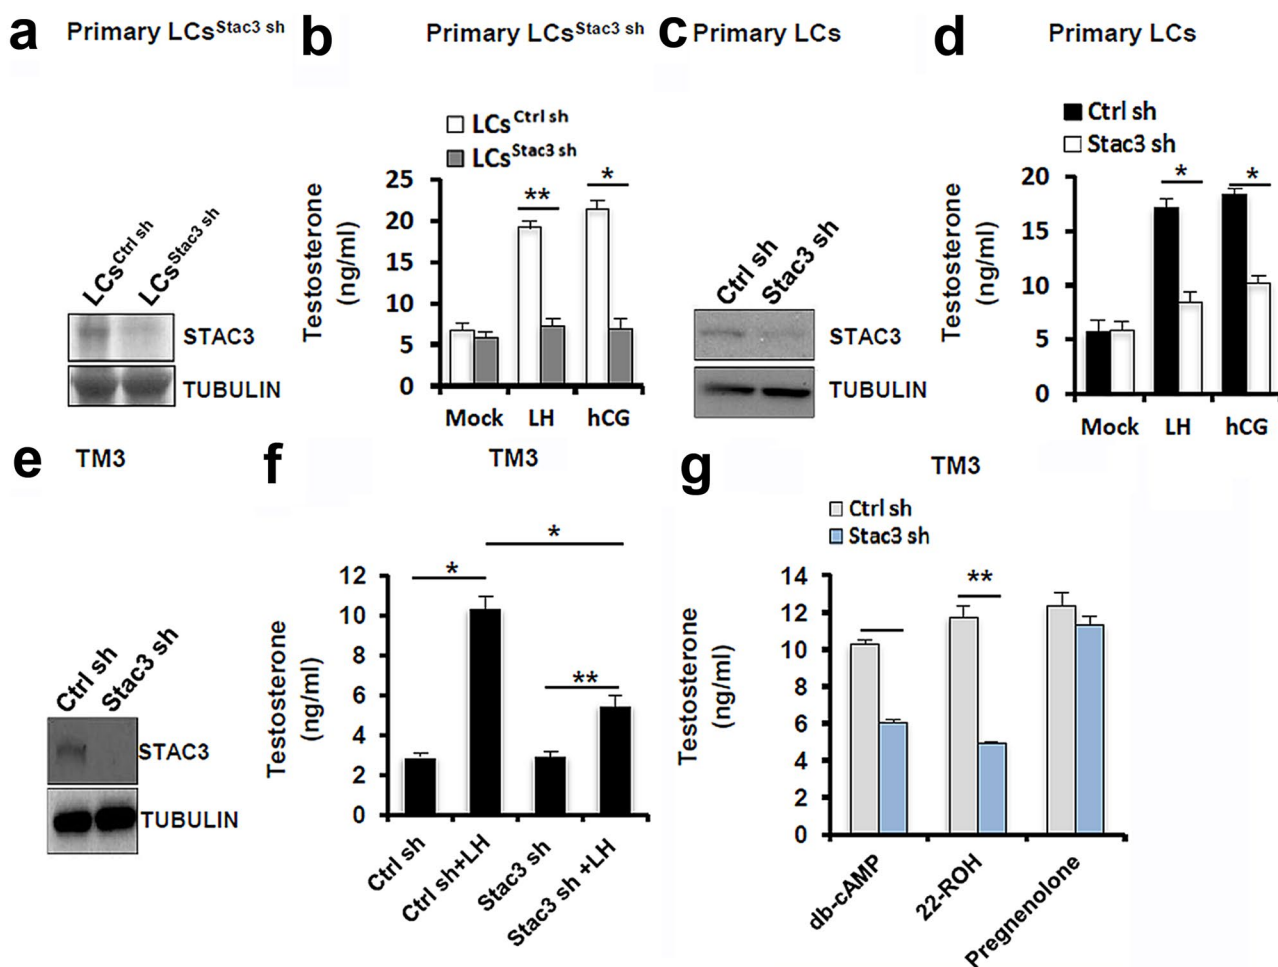 a Primary LCsStac3 sh
LCsCtrl sh
LCsStac3 sh
STAC3
TUBULIN
b Primary LCsStac3 sh
LCsCtrl sh
LCsStac3 sh
Testosterone
(ng/ml)
25
20
15
10
5
0
**
*
Mock LH hCG
c Primary LCs
Ctrl sh
Stac3 sh
STAC3
TUBULIN
d Primary LCs
Ctrl sh
Stac3 sh
Testosterone
(ng/ml)
20
15
10
5
0
*
*
Mock LH hCG
e TM3
Ctrl sh
Stac3 sh
STAC3
TUBULIN
f TM3
Testosterone
(ng/ml)
12
10
8
6
4
2
0
*
*
**
Ctrl sh
Ctrl sh+LH
Stac3 sh
Stac3 sh +LH
g TM3
Ctrl sh
Stac3 sh
Testosterone
(ng/ml)
14
12
10
8
6
4
2
0
**
db-cAMP
22-ROH
Pregnenolone